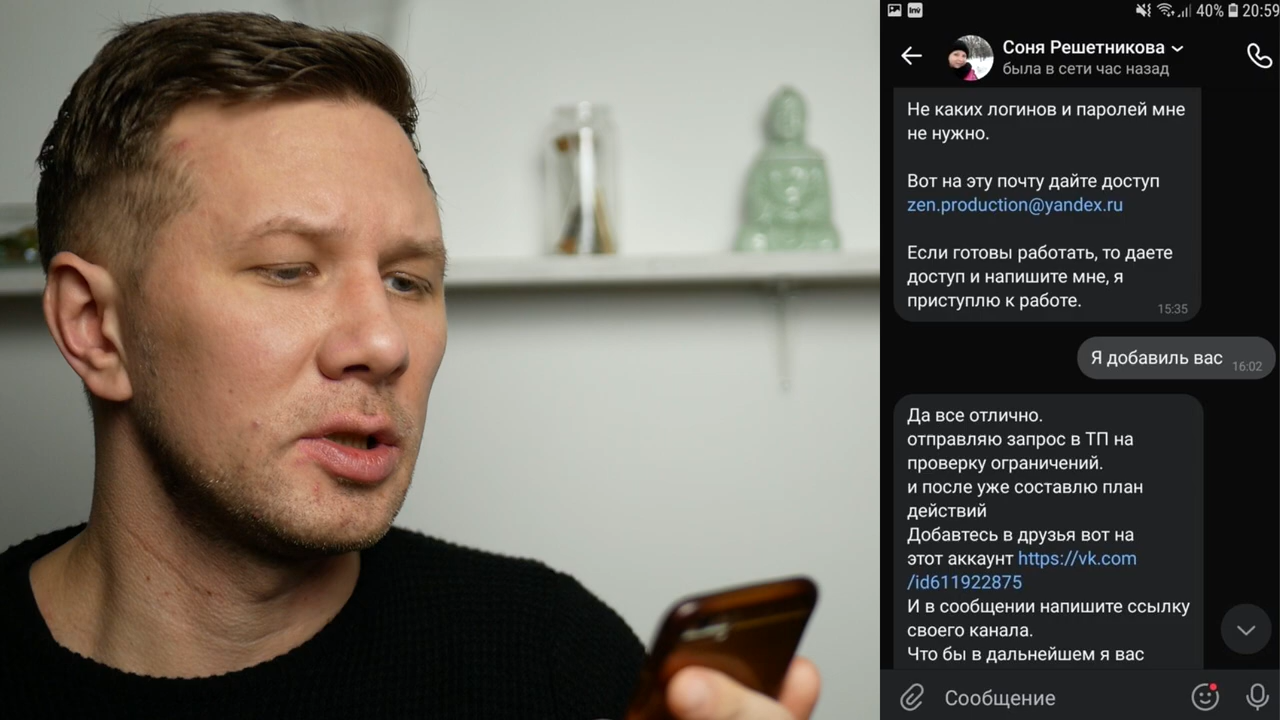 40% 20:59
Соня Решетникова
была в сети час назад
Не каких логинов и паролей мне
не нужно.
Вот на эту почту дайте доступ
zen.production@yandex.ru
Если готовы работать, то даете
доступ и напишите мне, я
приступлю к работе.
15:35
Я добавиль вас 16:02
Да все отлично.
отправляю запрос в ТП на
проверку ограничений.
и после уже составлю план
действий
Добавтесь в друзья вот на
этот аккаунт https://vk.com
/id611922875
И в сообщении напишите ссылку
своего канала.
Что бы в дальнейшем я вас
Сообщение